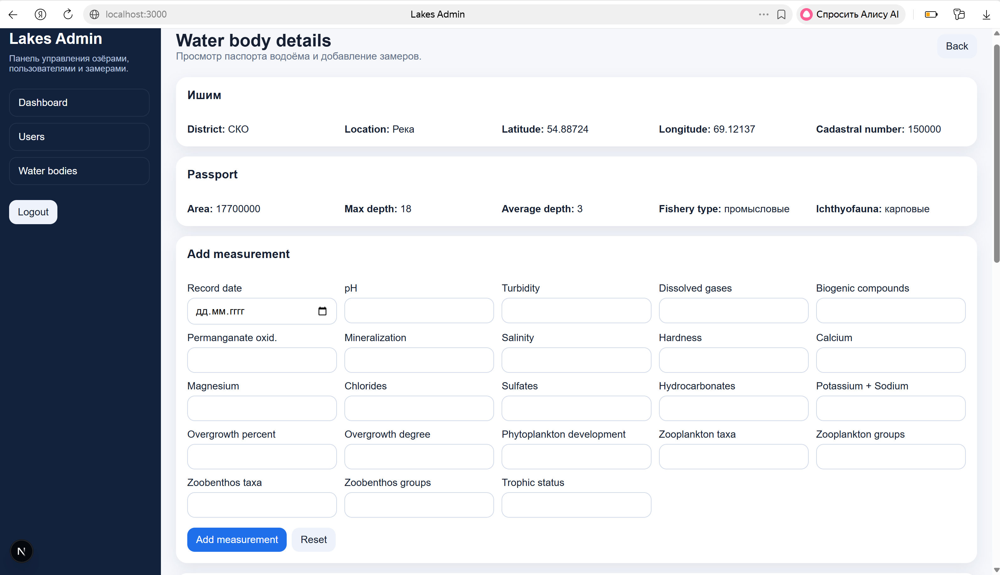 localhost:3000
Lakes Admin
Спросить Алису AI
Lakes Admin
Панель управления озёрами,
пользователями и замерами.
Dashboard
Users
Water bodies
Logout
Water body details
Просмотр паспорта водоёма и добавление замеров.
Back
Ишим
District: СКО
Location: Река
Latitude: 54.88724
Longitude: 69.12137
Cadastral number: 150000
Passport
Area: 17700000
Max depth: 18
Average depth: 3
Fishery type: промысловые
Ichthyofauna: карповые
Add measurement
Record date
pH
Turbidity
Dissolved gases
Biogenic compounds
дд.мм.гггг
Permanganate oxid.
Mineralization
Salinity
Hardness
Calcium
Magnesium
Chlorides
Sulfates
Hydrocarbonates
Potassium + Sodium
Overgrowth percent
Overgrowth degree
Phytoplankton development
Zooplankton taxa
Zooplankton groups
Zoobenthos taxa
Zoobenthos groups
Trophic status
Add measurement
Reset
N